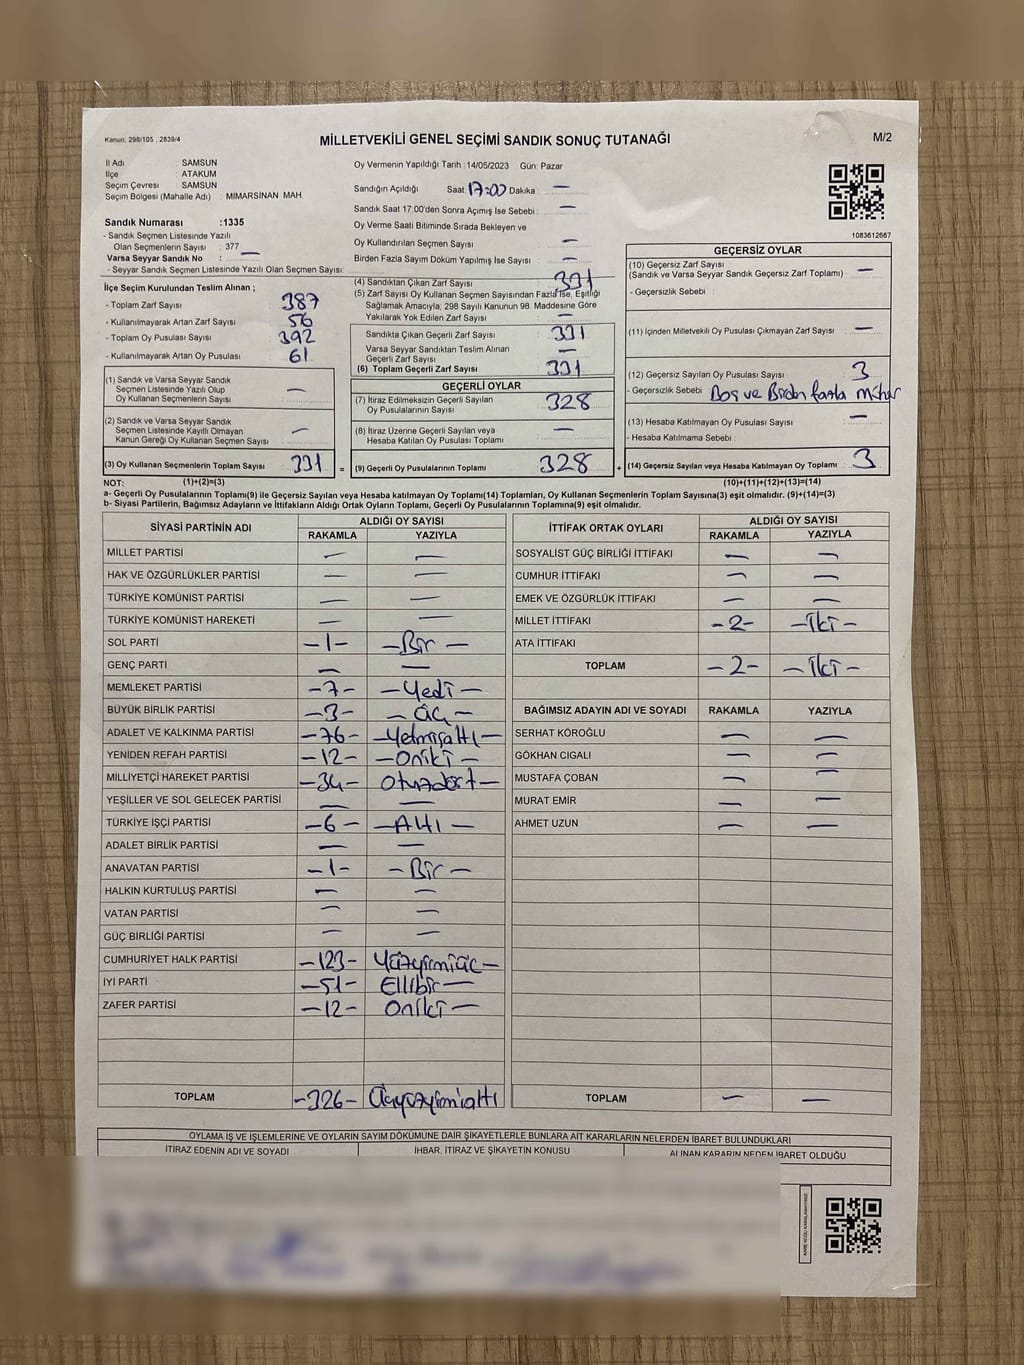 Kanun: 298/105 , 2839/4
MİLLETVEKİLİ GENEL SEÇİMİ SANDIK SONUÇ TUTANAĞI
M/2
İl Adı : SAMSUN
İlçe : ATAKUM
Seçim Çevresi : SAMSUN
Seçim Bölgesi (Mahalle Adı) : MİMARSİNAN MAH
Sandık Numarası :1335
- Sandık Seçmen Listesinde Yazılı
Olan Seçmenlerin Sayısı : 377
Varsa Seyyar Sandık No : —
- Seyyar Sandık Seçmen Listesinde Yazılı Olan Seçmen Sayısı:
İlçe Seçim Kurulundan Teslim Alınan ;
- Toplam Zarf Sayısı : 387
- Kullanılmayarak Artan Zarf Sayısı : 56
- Toplam Oy Pusulası Sayısı : 392
- Kullanılmayarak Artan Oy Pusulası : 61
(1) Sandık ve Varsa Seyyar Sandık
Seçmen Listesinde Yazılı Olup
Oy Kullanan Seçmenlerin Sayısı : —
(2) Sandık ve Varsa Seyyar Sandık
Seçmen Listesinde Kayıtlı Olmayan
Kanun Gereği Oy Kullanan Seçmen Sayısı : —
(3) Oy Kullanan Seçmenlerin Toplam Sayısı : 331 =
Oy Vermenin Yapıldığı Tarih :14/05/2023 Gün: Pazar
Sandığın Açıldığı Saat 17:00 Dakika : —
Sandık Saat 17:00'den Sonra Açımış İse Sebebi : —
Oy Verme Saati Bitiminde Sırada Bekleyen ve
Oy Kullandırılan Seçmen Sayısı : —
Birden Fazla Sayım Döküm Yapılmış İse Sayısı : —
(4) Sandıktan Çıkan Zarf Sayısı : 331
(5) Zarf Sayısı Oy Kullanan Seçmen Sayısından Fazla İse, Eşitliği
Sağlamak Amacıyla, 298 Sayılı Kanunun 98. Maddesine Göre
Yakılarak Yok Edilen Zarf Sayısı : —
Sandıkta Çıkan Geçerli Zarf Sayısı : 331
Varsa Seyyar Sandıktan Teslim Alınan
Geçerli Zarf Sayısı : —
(6) Toplam Geçerli Zarf Sayısı : 331
GEÇERLİ OYLAR
(7) İtiraz Edilmeksizin Geçerli Sayılan
Oy Pusulalarının Sayısı : 328
(8) İtiraz Üzerine Geçerli Sayılan veya
Hesaba Katılan Oy Pusulası Toplamı : —
(9) Geçerli Oy Pusulalarının Toplamı 328 +
1083612667
GEÇERSİZ OYLAR
(10) Geçersiz Zarf Sayısı
(Sandık ve Varsa Seyyar Sandık Geçersiz Zarf Toplamı) : —
- Geçersizlik Sebebi :
(11) İçinden Milletvekili Oy Pusulası Çıkmayan Zarf Sayısı : —
(12) Geçersiz Sayılan Oy Pusulası Sayısı : 3
- Geçersizlik Sebebi : Boş ve Birden fazla mühür
(13) Hesaba Katılmayan Oy Pusulası Sayısı : —
- Hesaba Katılmama Sebebi :
(14) Geçersiz Sayılan veya Hesaba Katılmayan Oy Toplamı : 3
NOT: (1)+(2)=(3) (10)+(11)+(12)+(13)=(14)
a- Geçerli Oy Pusulasının Toplamı(9) ile Geçersiz Sayılan veya Hesaba katılmayan Oy Toplamı(14) Toplamları, Oy Kullanan Seçmenlerin Toplam Sayısına(3) eşit olmalıdır. (9)+(14)=(3)
b- Siyasi Partilerin, Bağımsız Adayların ve İttifakların Aldığı Ortak Oyların Toplamı, Geçerli Oy Pusulalarının Toplamına(9) eşit olmalıdır.
SİYASİ PARTİNİN ADI ALDIĞI OY SAYISI
RAKAMLA YAZIYLA
MİLLET PARTİSİ — —
HAK VE ÖZGÜRLÜKLER PARTİSİ — —
TÜRKİYE KOMÜNİST PARTİSİ — —
TÜRKİYE KOMÜNİST HAREKETİ — —
SOL PARTİ -1- -Bir-
GENÇ PARTİ — —
MEMLEKET PARTİSİ -7- -Yedi-
BÜYÜK BİRLİK PARTİSİ -3- -Üç-
ADALET VE KALKINMA PARTİSİ -76- -Yetmişaltı-
YENİDEN REFAH PARTİSİ -12- -Oniki-
MİLLİYETÇİ HAREKET PARTİSİ -34- Otuzdört-
YEŞİLLER VE SOL GELECEK PARTİSİ — —
TÜRKİYE İŞÇİ PARTİSİ -6- -Altı-
ADALET BİRLİK PARTİSİ — —
ANAVATAN PARTİSİ -1- -Bir-
HALKIN KURTULUŞ PARTİSİ — —
VATAN PARTİSİ — —
GÜÇ BİRLİĞİ PARTİSİ — —
CUMHURİYET HALK PARTİSİ -123- Yüzyirmiüç-
İYİ PARTİ -51- Ellibir-
ZAFER PARTİSİ -12- Oniki-
TOPLAM -326- Üçyüzyirmialtı
İTTİFAK ORTAK OYLARI ALDIĞI OY SAYISI
RAKAMLA YAZIYLA
SOSYALİST GÜÇ BİRLİĞİ İTTİFAKI — —
CUMHUR İTTİFAKI — —
EMEK VE ÖZGÜRLÜK İTTİFAKI — —
MİLLET İTTİFAKI -2- -İki-
ATA İTTİFAKI
TOPLAM -2- -İki-
BAĞIMSIZ ADAYIN ADI VE SOYADI RAKAMLA YAZIYLA
SERHAT KÖROĞLU — —
GÖKHAN CIGALI — —
MUSTAFA ÇOBAN — —
MURAT EMİR — —
AHMET UZUN — —
TOPLAM — —
OYLAMA İŞ VE İŞLEMLERİNE VE OYLARIN SAYIM DÖKÜMÜNE DAİR ŞİKAYETLERLE BUNLARA AİT KARARLARIN NELERDEN İBARET BULUNDUKLARI
İTİRAZ EDENİN ADI VE SOYADI İHBAR, İTİRAZ VE ŞİKAYETİN KONUSU ALINAN KARARIN NEDEN İBARET OLDUĞU